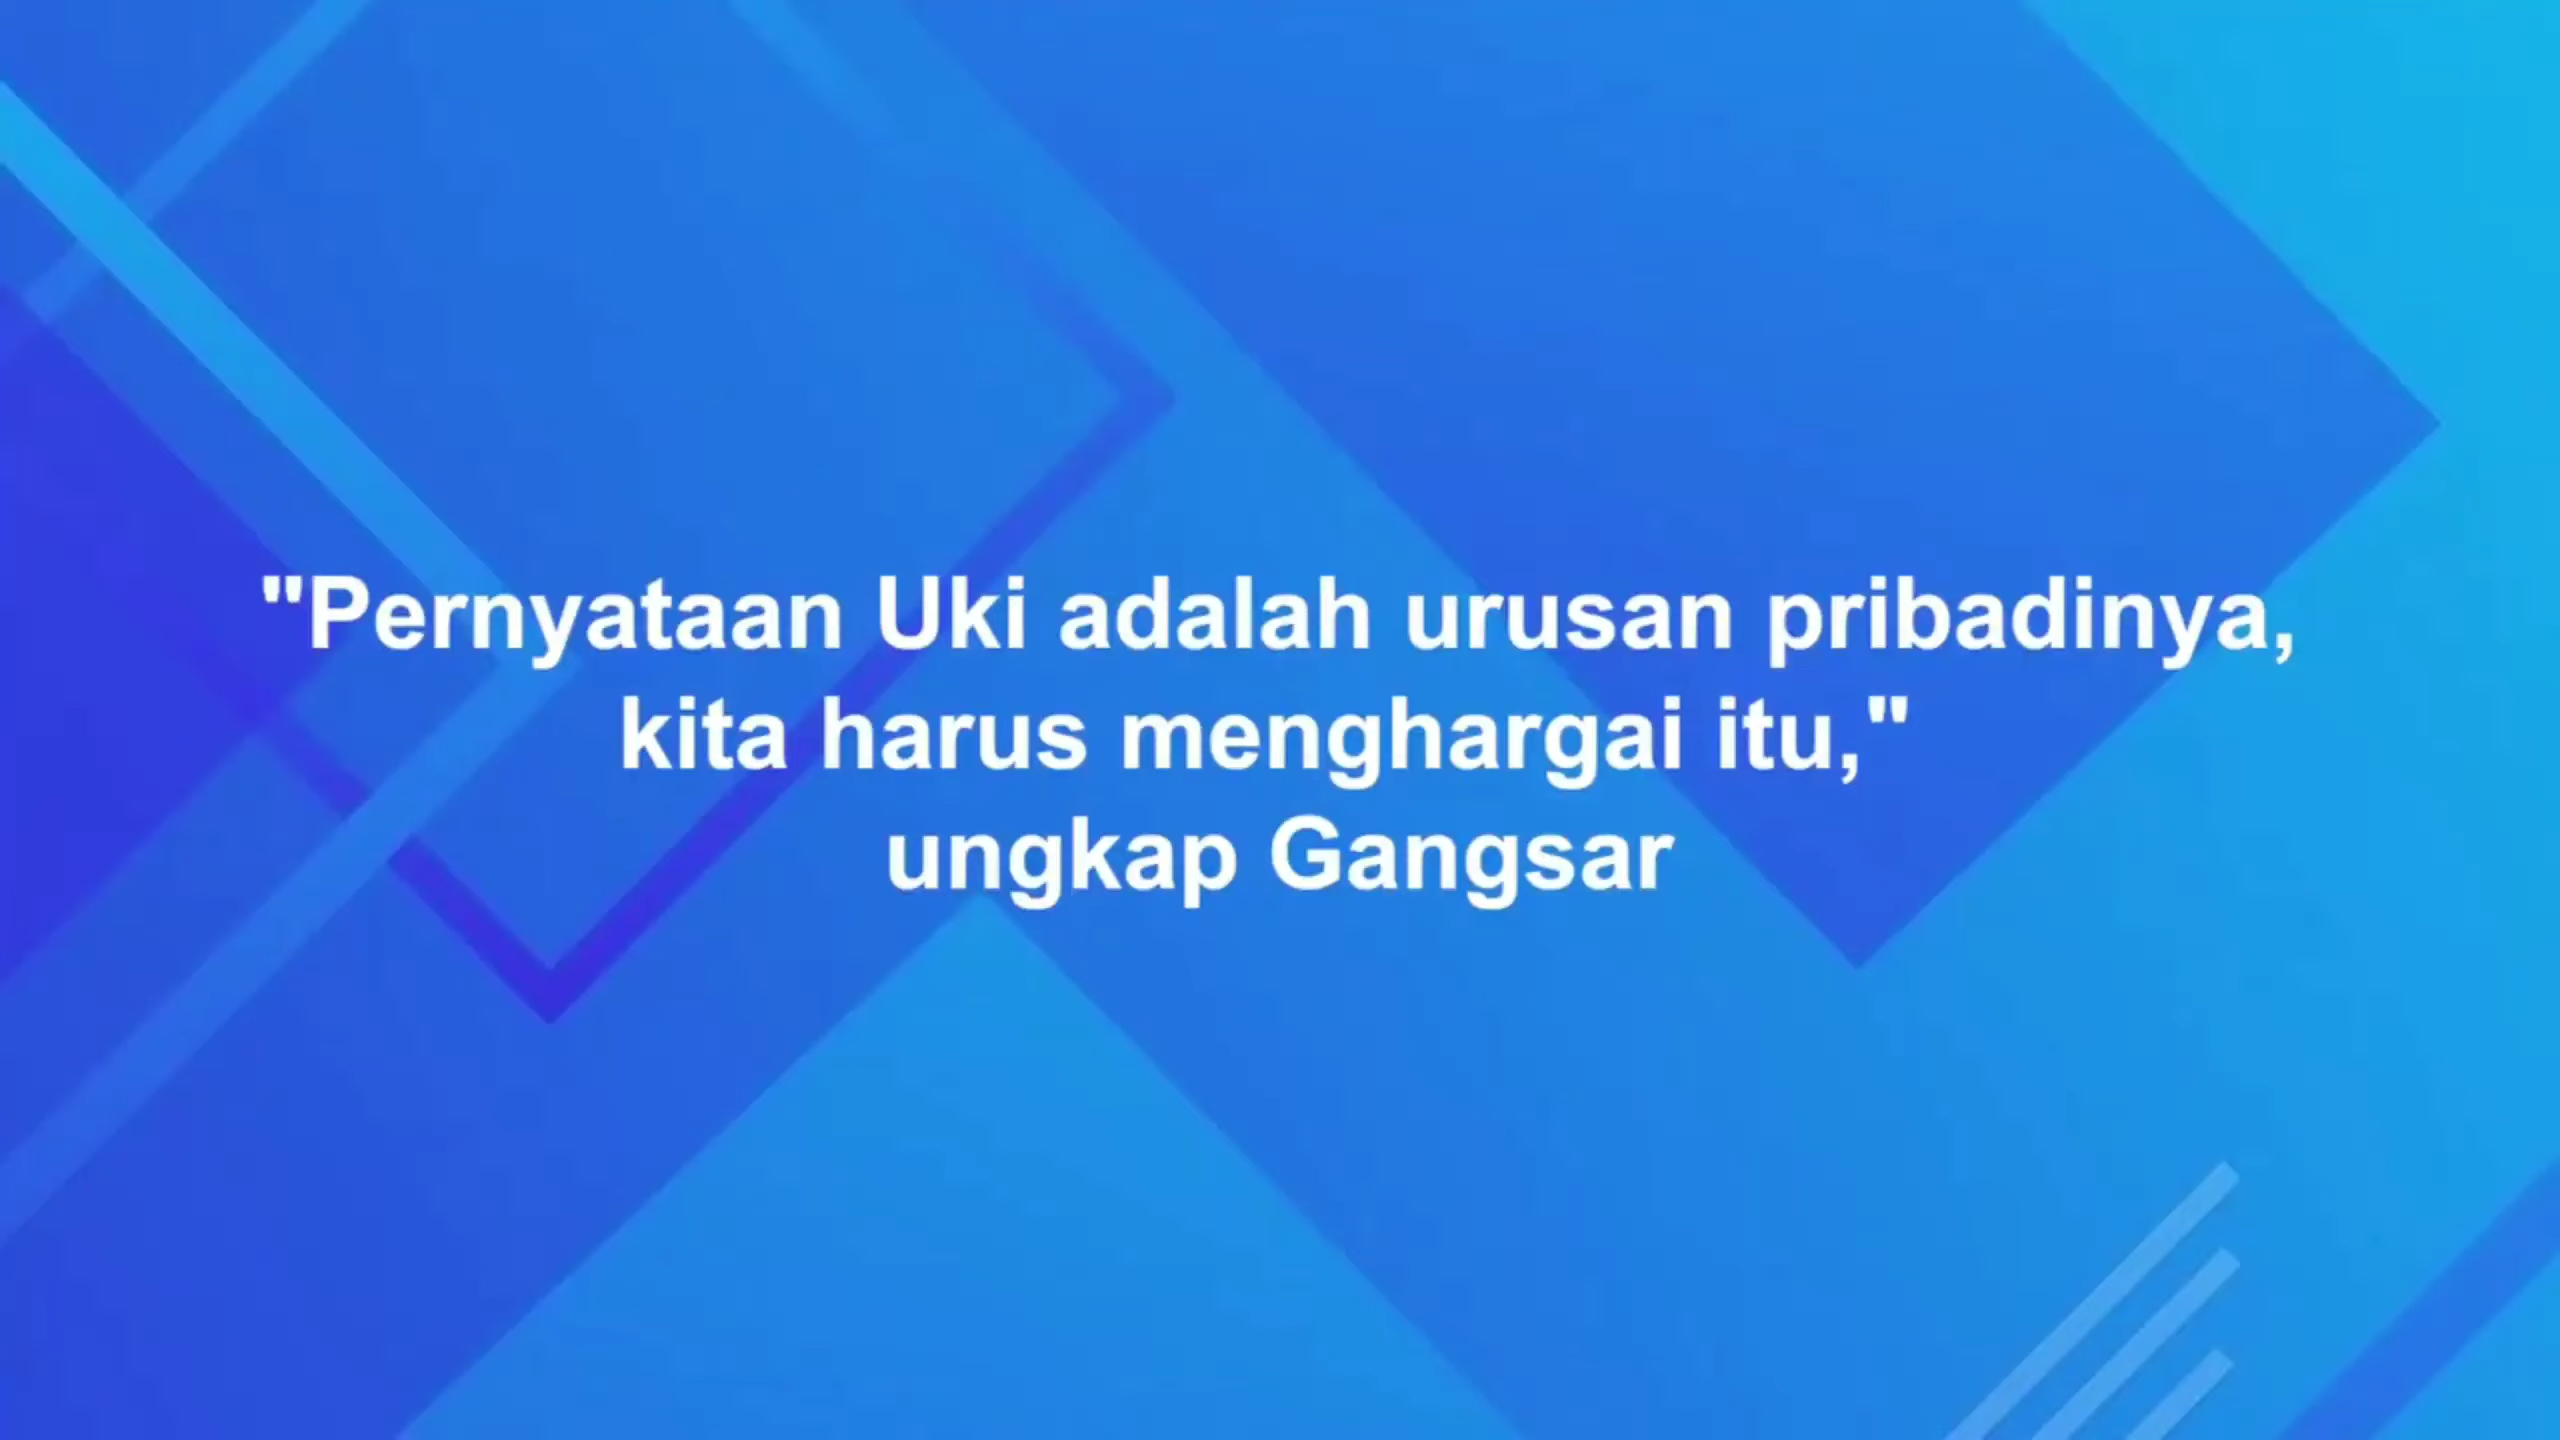 "Pernyataan Uki adalah urusan pribadinya,
kita harus menghargai itu,"
ungkap Gangsar